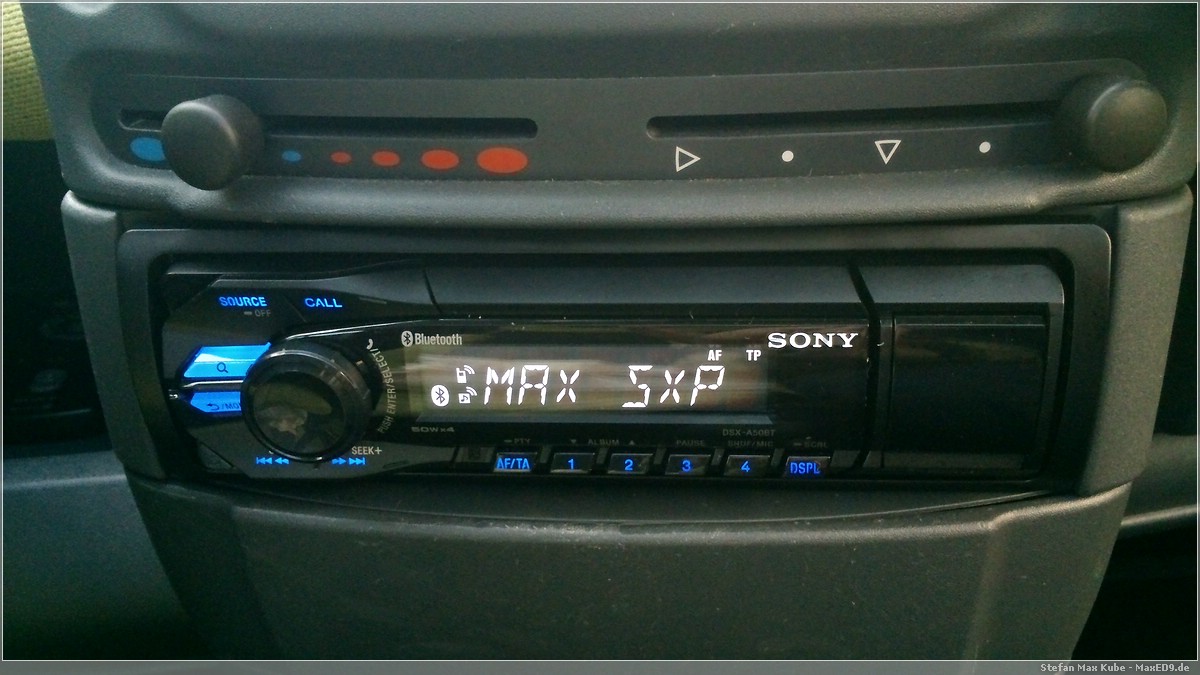 SOURCE CALL
OFF
Bluetooth
SONY
AF TP
MAX SXP
PUSH ENTER/SELECT/
50W×4
DSX-A50BT
SEEK+
PTY ALBUM PAUSE SHUF/MIC SCRL
AF/TA 1 2 3 4 DSPL
Stefan Max Kube - MaxED9.de